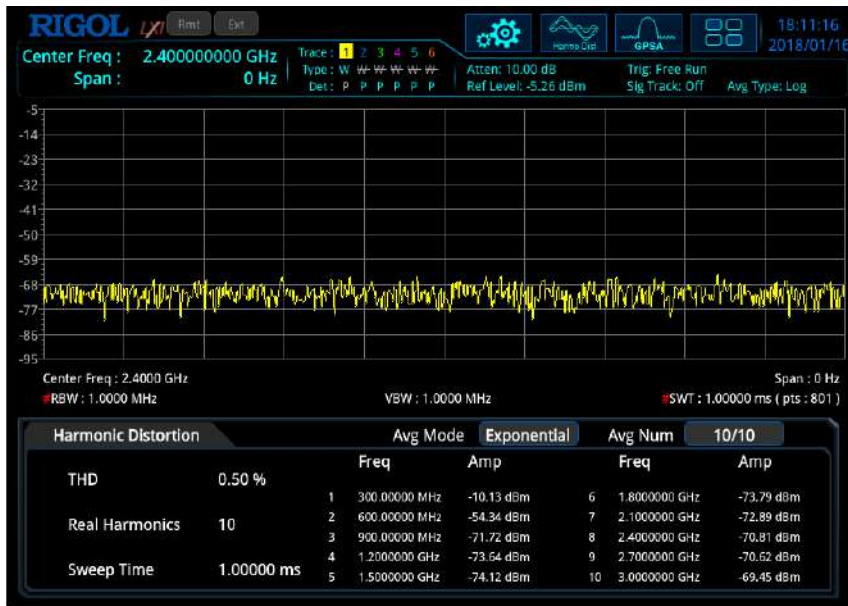 RIGOL LXI Rmt Ext
Harmo Dist GPSA
18:11:16
2018/01/16
Center Freq : 2.400000000 GHz
Span : 0 Hz
Trace : 1 2 3 4 5 6
Type : W W W W W W
Det : P P P P P P
Atten: 10.00 dB
Ref Level: -5.26 dBm
Trig: Free Run
Sig Track: Off
Avg Type: Log
-5
-14
-23
-32
-41
-50
-59
-68
-77
-86
-95
Center Freq : 2.4000 GHz Span : 0 Hz
#RBW : 1.0000 MHz VBW : 1.0000 MHz #SWT : 1.00000 ms ( pts : 801 )
Harmonic Distortion Avg Mode Exponential Avg Num 10/10
THD 0.50 %
Real Harmonics 10
Sweep Time 1.00000 ms
Freq Amp
1 300.00000 MHz -10.13 dBm
2 600.00000 MHz -54.34 dBm
3 900.00000 MHz -71.72 dBm
4 1.2000000 GHz -73.64 dBm
5 1.5000000 GHz -74.12 dBm
Freq Amp
6 1.8000000 GHz -73.79 dBm
7 2.1000000 GHz -72.89 dBm
8 2.4000000 GHz -70.81 dBm
9 2.7000000 GHz -70.62 dBm
10 3.0000000 GHz -69.45 dBm